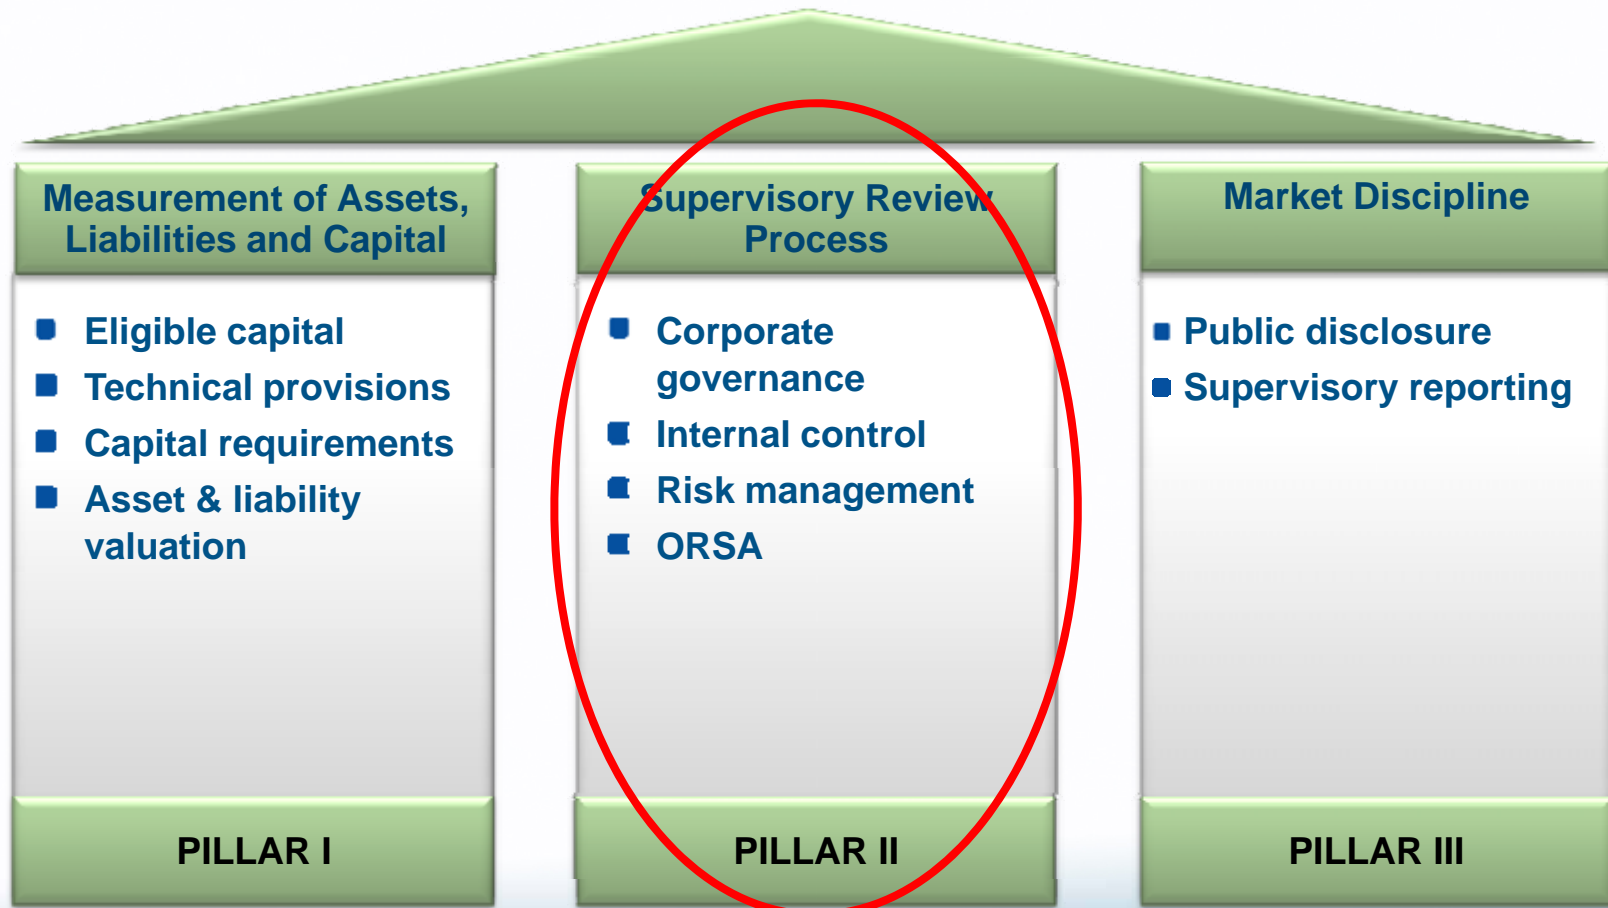 Measurement of Assets,
Liabilities and Capital
Eligible capital
Technical provisions
Capital requirements
Asset & liability
valuation
PILLAR I
Supervisory Review
Process
Corporate
governance
Internal control
Risk management
ORSA
PILLAR II
Market Discipline
Public disclosure
Supervisory reporting
PILLAR III